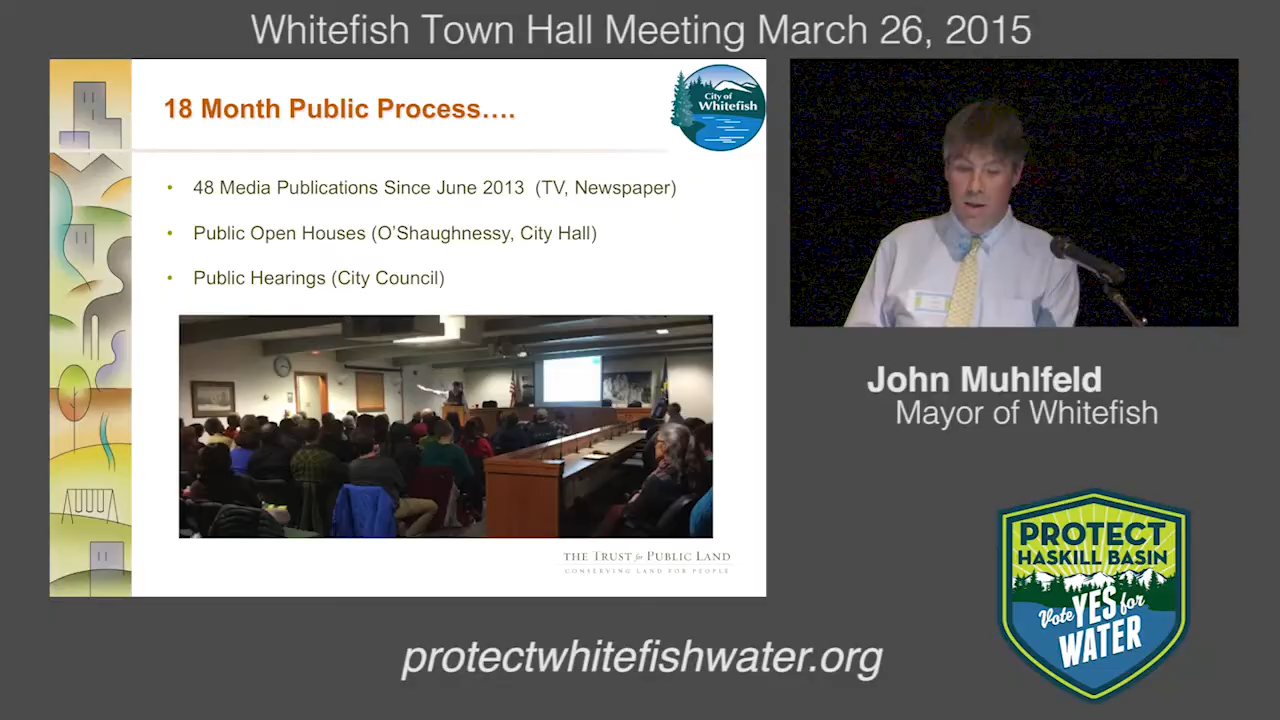 Whitefish Town Hall Meeting March 26, 2015
18 Month Public Process….
City of
Whitefish
• 48 Media Publications Since June 2013 (TV, Newspaper)
• Public Open Houses (O'Shaughnessy, City Hall)
• Public Hearings (City Council)
THE TRUST for PUBLIC LAND
CONSERVING LAND FOR PEOPLE
John Muhlfeld
Mayor of Whitefish
PROTECT
HASKILL BASIN
Vote YES for
WATER
protectwhitefishwater.org